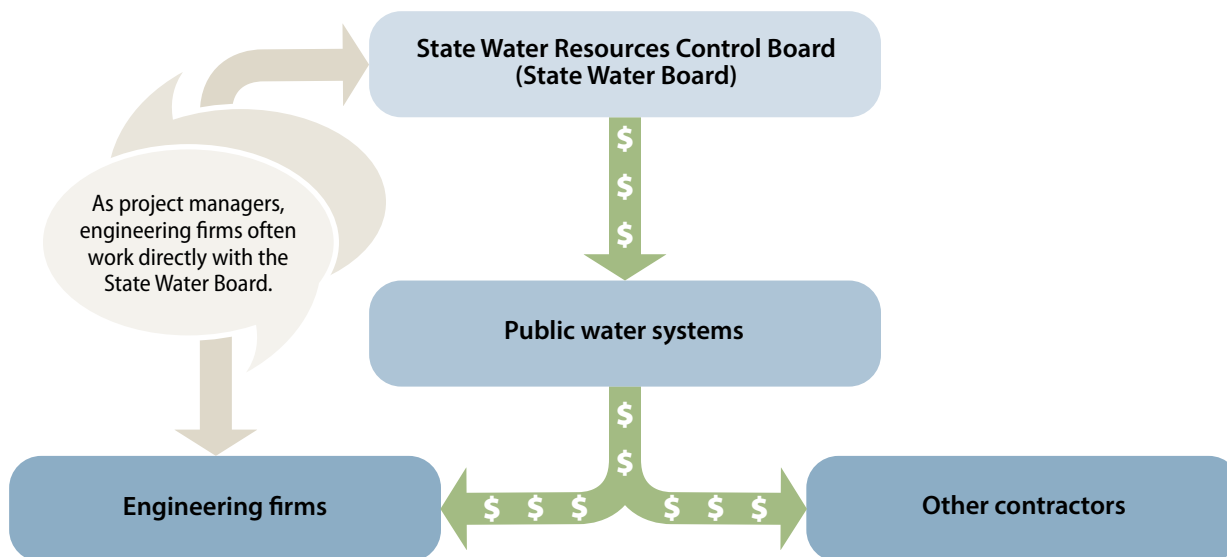 State Water Resources Control Board
(State Water Board)
$
$
$
As project managers,
engineering firms often
work directly with the
State Water Board.
Public water systems
$
$
Engineering firms
$ $ $ $ $ $
Other contractors